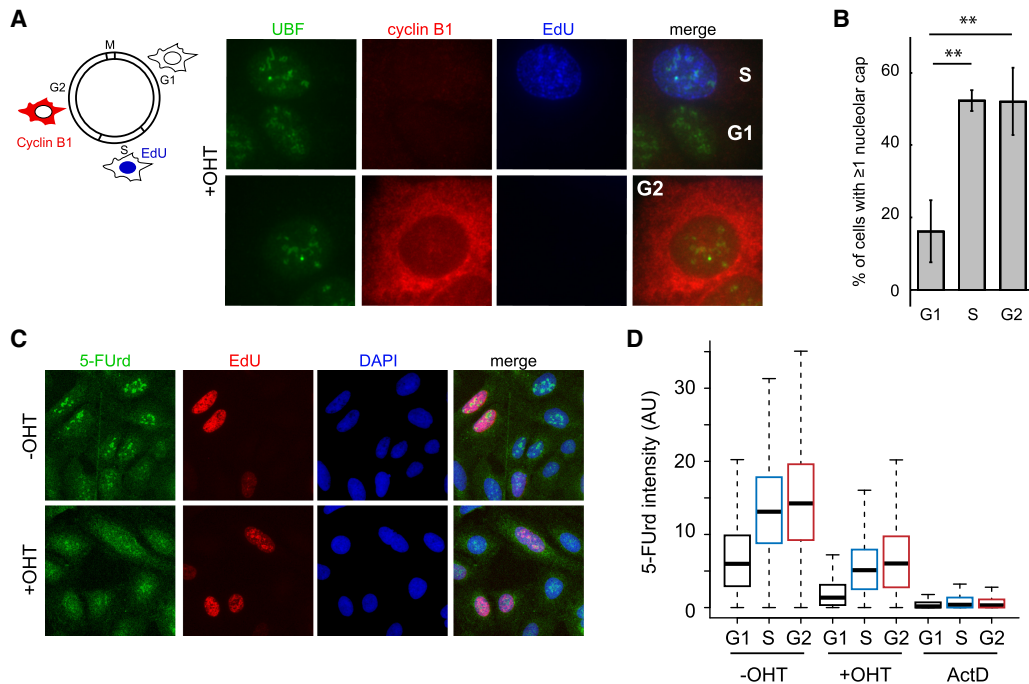 A
M
G1
G2
Cyclin B1
S
EdU
UBF
cyclin B1
EdU
merge
+OHT
S
G1
G2
B
**
**
% of cells with ≥1 nucleolar cap
60
40
20
0
G1 S G2
C
5-FUrd
EdU
DAPI
merge
-OHT
+OHT
D
5-FUrd intensity (AU)
30
20
10
0
G1 S G2 G1 S G2 G1 S G2
-OHT +OHT ActD